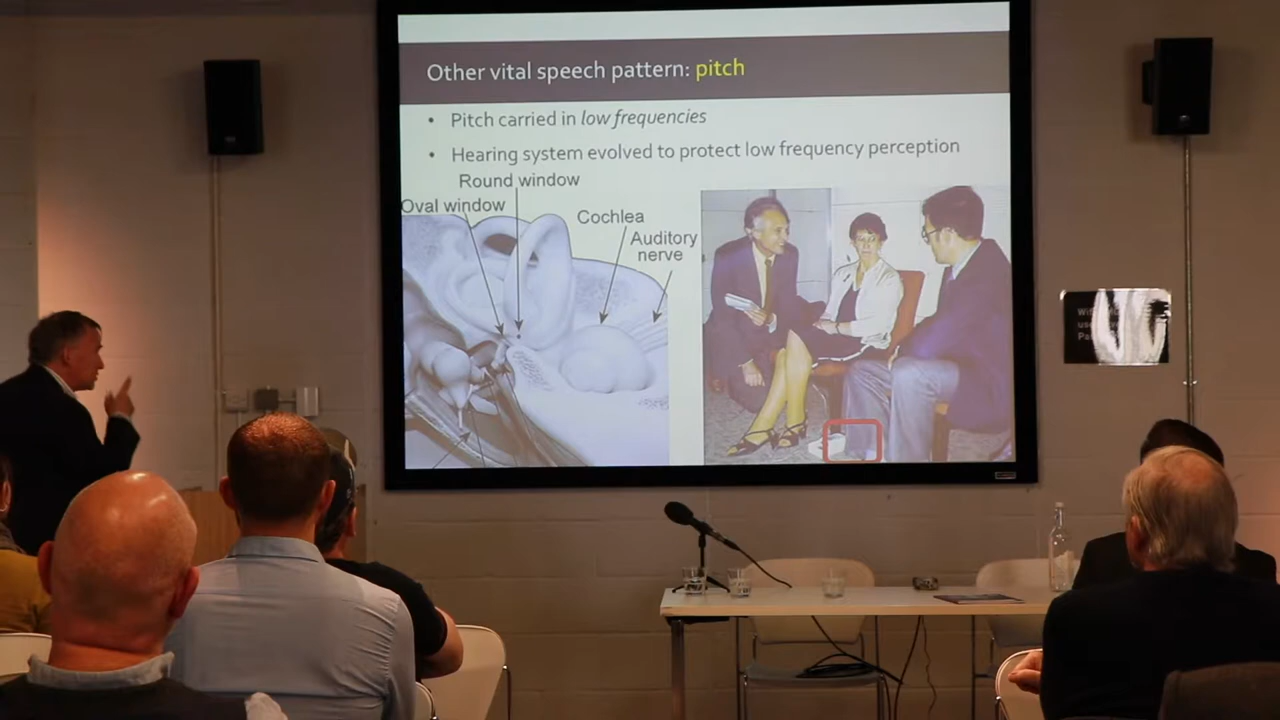 Other vital speech pattern: pitch
• Pitch carried in low frequencies
• Hearing system evolved to protect low frequency perception
Round window
Oval window
Cochlea
Auditory
nerve